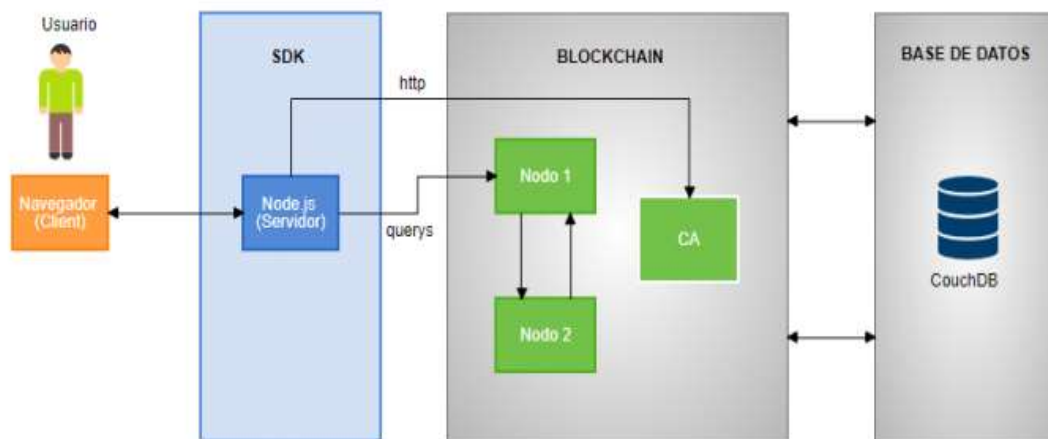 Usuario
SDK
BLOCKCHAIN
BASE DE DATOS
http
Navegador
(Client)
Node.js
(Servidor)
querys
Nodo 1
CA
Nodo 2
CouchDB